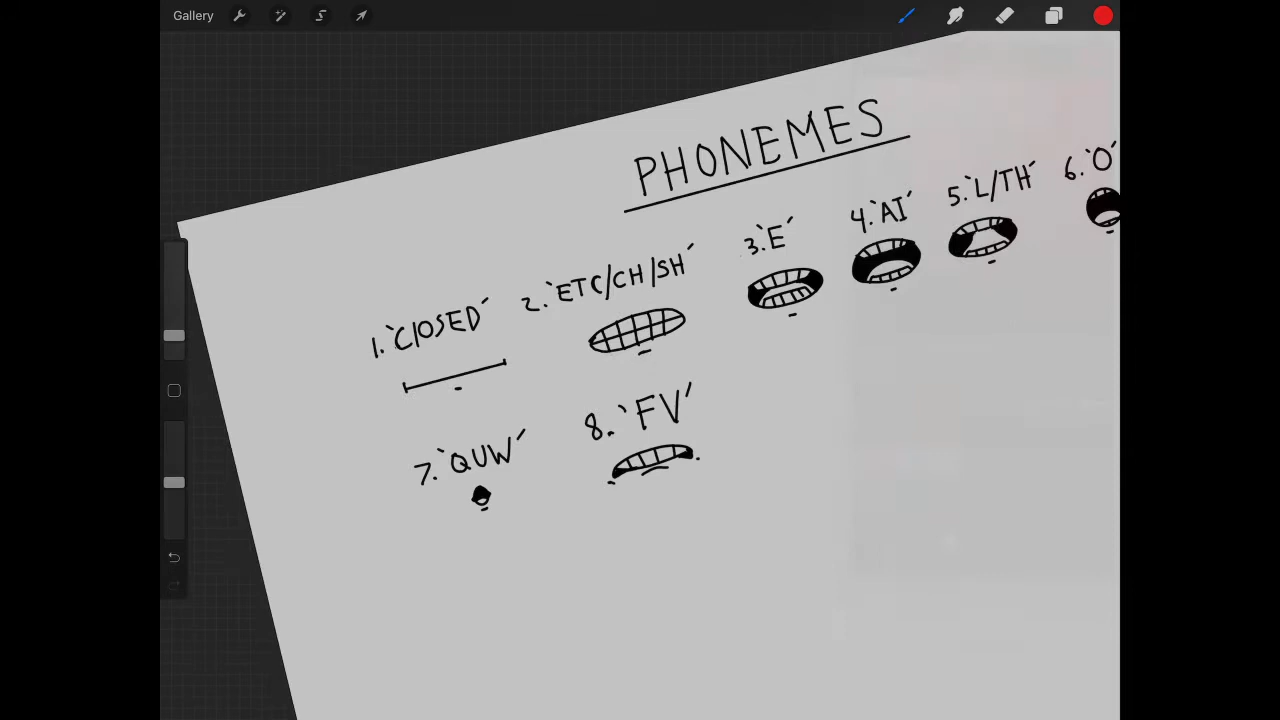 Gallery
PHONEMES
1. `CLOSED´ 2. `ETC/CH/SH´ 3. `E´ 4. `AI´ 5. `L/TH´ 6. `O´
7. `QUW´ 8. `FV´